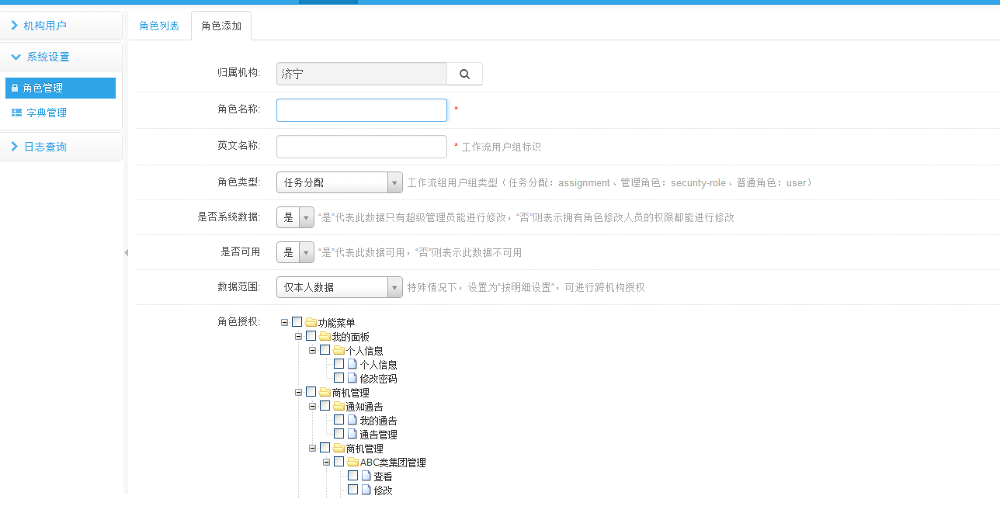 机构用户
系统设置
角色管理
字典管理
日志查询
角色列表 角色添加
归属机构: 济宁
角色名称: *
英文名称: * 工作流用户组标识
角色类型: 任务分配 工作流组用户组类型（任务分配：assignment、管理角色：security-role、普通角色：user）
是否系统数据: 是 “是”代表此数据只有超级管理员能进行修改，“否”则表示拥有角色修改人员的权限都能进行修改
是否可用 是 “是”代表此数据可用，“否”则表示此数据不可用
数据范围: 仅本人数据 特殊情况下，设置为“按明细设置”，可进行跨机构授权
角色授权: 功能菜单
我的面板
个人信息
个人信息
修改密码
商机管理
通知通告
我的通告
通告管理
商机管理
ABC类集团管理
查看
修改